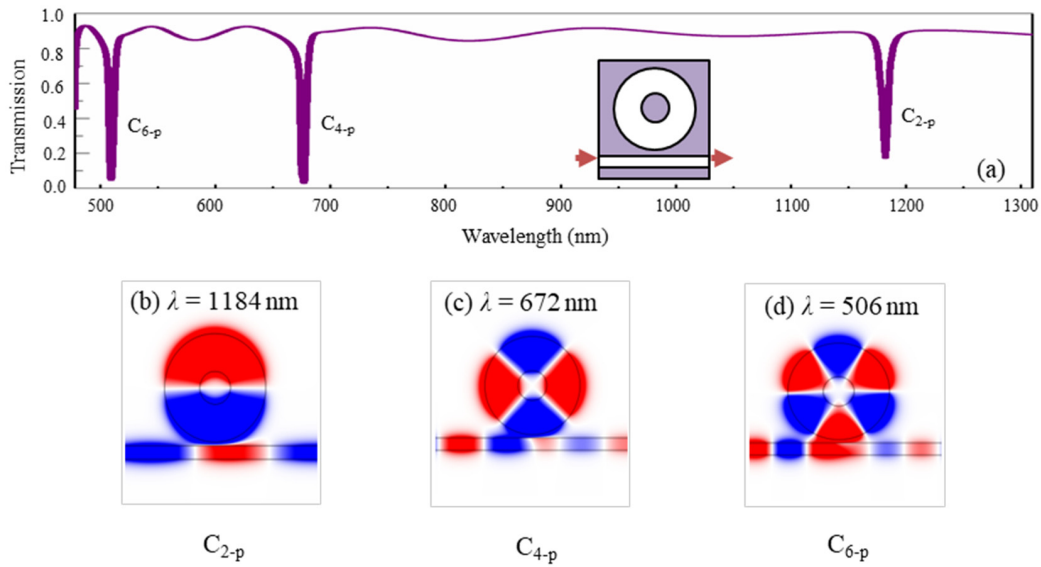 1.0
0.8
0.6
0.4
0.2
0.0
Transmission
C6-p
C4-p
C2-p
(a)
500 600 700 800 900 1000 1100 1200 1300
Wavelength (nm)
(b) λ = 1184 nm
(c) λ = 672 nm
(d) λ = 506 nm
C2-p
C4-p
C6-p